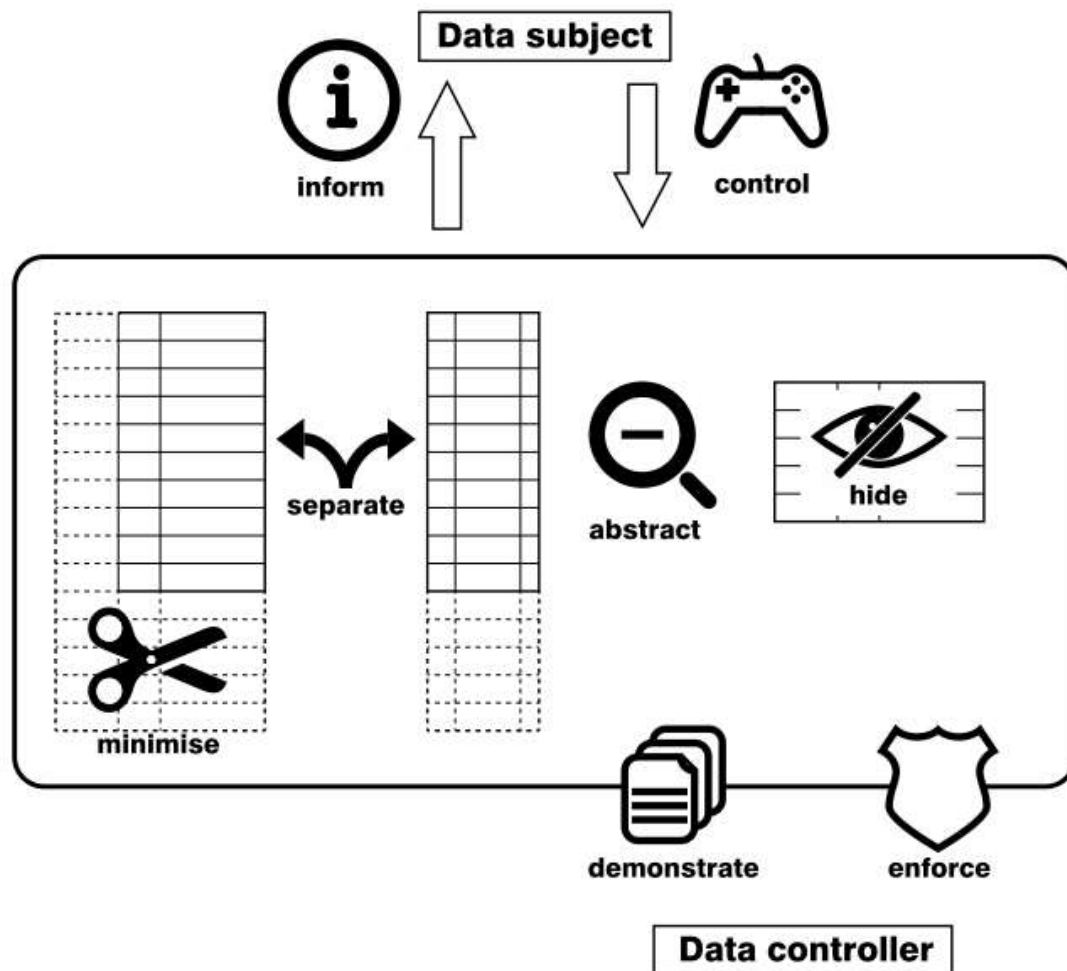 Data subject
inform
control
separate
abstract
hide
minimise
demonstrate
enforce
Data controller